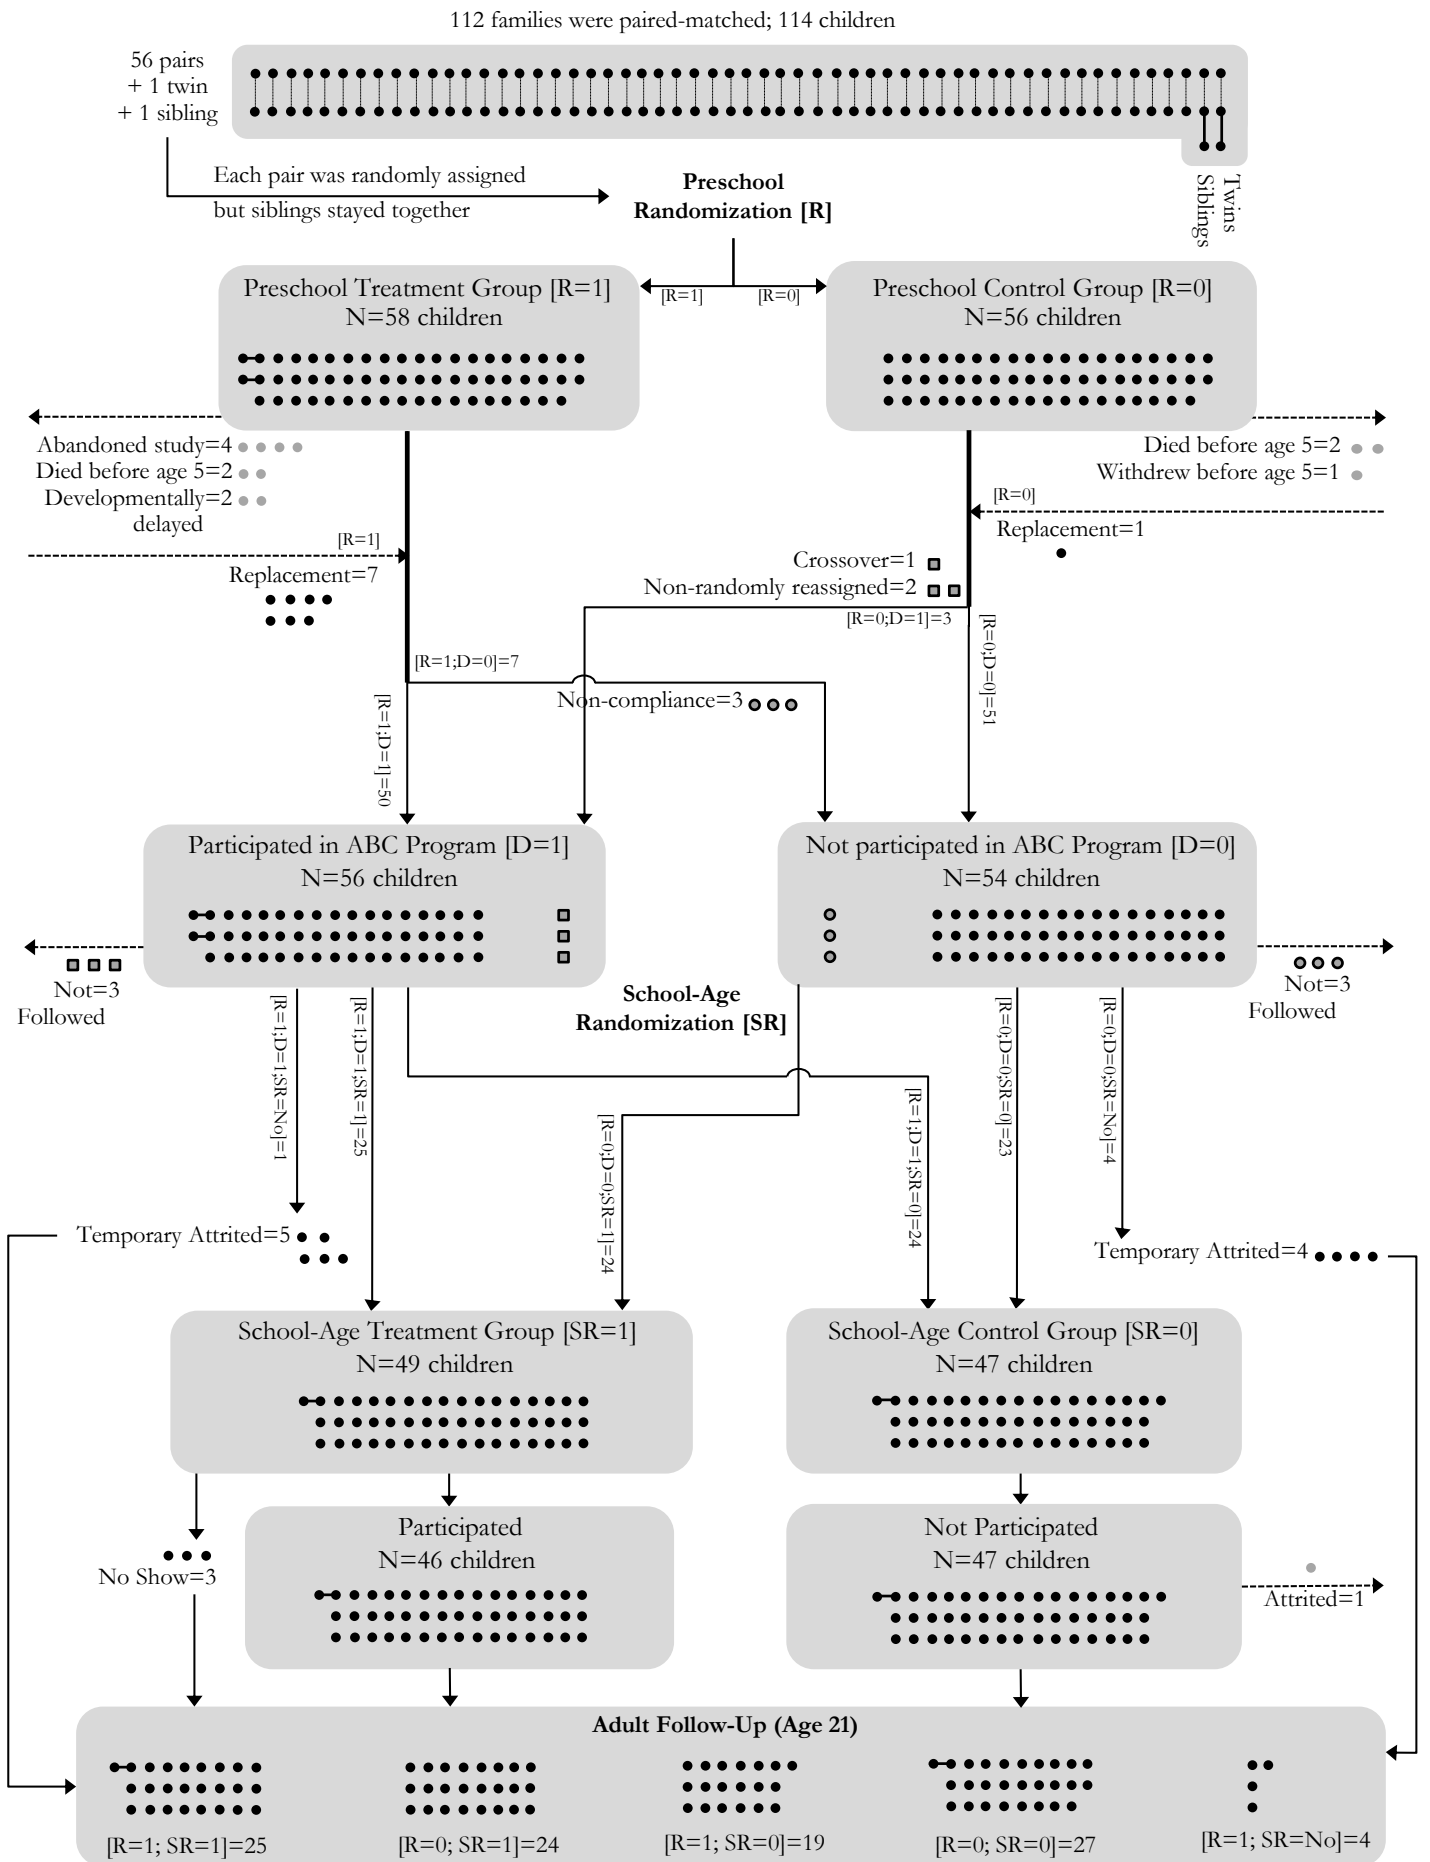 112 families were paired-matched; 114 children
56 pairs
+ 1 twin
+ 1 sibling
Each pair was randomly assigned
but siblings stayed together
Preschool
Randomization [R]
Twins
Siblings
Preschool Treatment Group [R=1]
N=58 children
[R=1]
[R=0]
Preschool Control Group [R=0]
N=56 children
Abandoned study=4
Died before age 5=2
Developmentally=2
delayed
[R=1]
Replacement=7
Died before age 5=2
Withdrew before age 5=1
[R=0]
Replacement=1
Crossover=1
Non-randomly reassigned=2
[R=0;D=1]=3
[R=0;D=0]=51
[R=1;D=0]=7
Non-compliance=3
[R=1;D=1]=50
Participated in ABC Program [D=1]
N=56 children
Not participated in ABC Program [D=0]
N=54 children
Not=3
Followed
Not=3
Followed
School-Age
Randomization [SR]
[R=1;D=1;SR=No]=1
[R=1;D=1;SR=1]=25
[R=0;D=0;SR=1]=24
[R=1;D=1;SR=0]=24
[R=0;D=0;SR=0]=23
[R=0;D=0;SR=No]=4
Temporary Attrited=5
Temporary Attrited=4
School-Age Treatment Group [SR=1]
N=49 children
School-Age Control Group [SR=0]
N=47 children
Participated
N=46 children
Not Participated
N=47 children
No Show=3
Attrited=1
Adult Follow-Up (Age 21)
[R=1; SR=1]=25
[R=0; SR=1]=24
[R=1; SR=0]=19
[R=0; SR=0]=27
[R=1; SR=No]=4